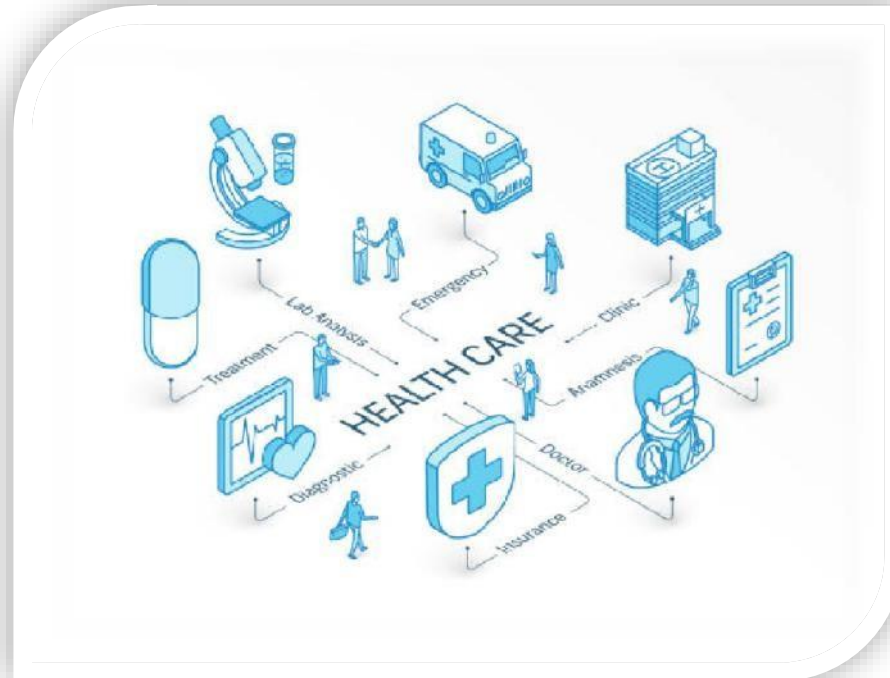 Lab Analysis
Emergency
Clinic
Treatment
HEALTH CARE
Anamnesis
Diagnostic
Doctor
Insurance
H